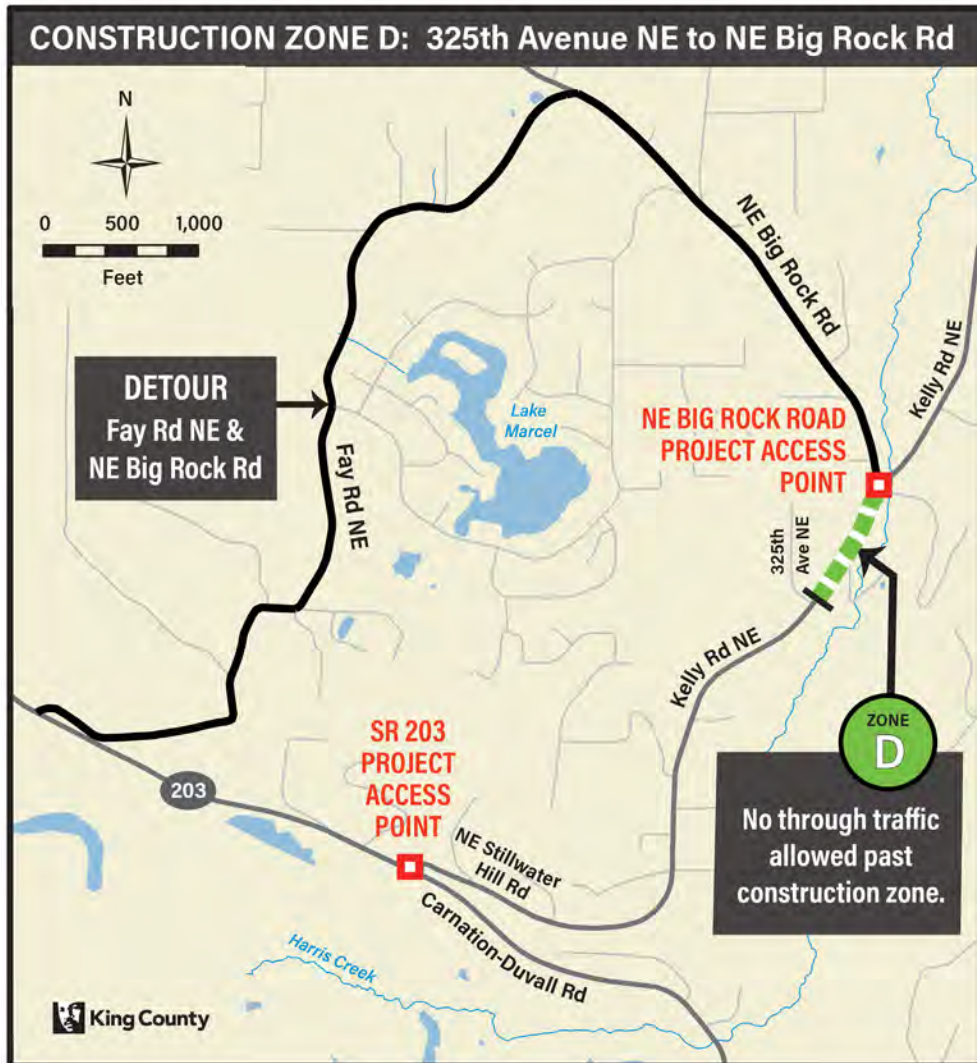 CONSTRUCTION ZONE D: 325th Avenue NE to NE Big Rock Rd
N
0 500 1,000
Feet
NE Big Rock Rd
Kelly Rd NE
DETOUR
Fay Rd NE &
NE Big Rock Rd
Fay Rd NE
Lake
Marcel
NE BIG ROCK ROAD
PROJECT ACCESS
POINT
325th
Ave NE
Kelly Rd NE
ZONE
D
No through traffic
allowed past
construction zone.
SR 203
PROJECT
ACCESS
POINT
203
NE Stillwater
Hill Rd
Carnation-Duvall Rd
Harris Creek
King County